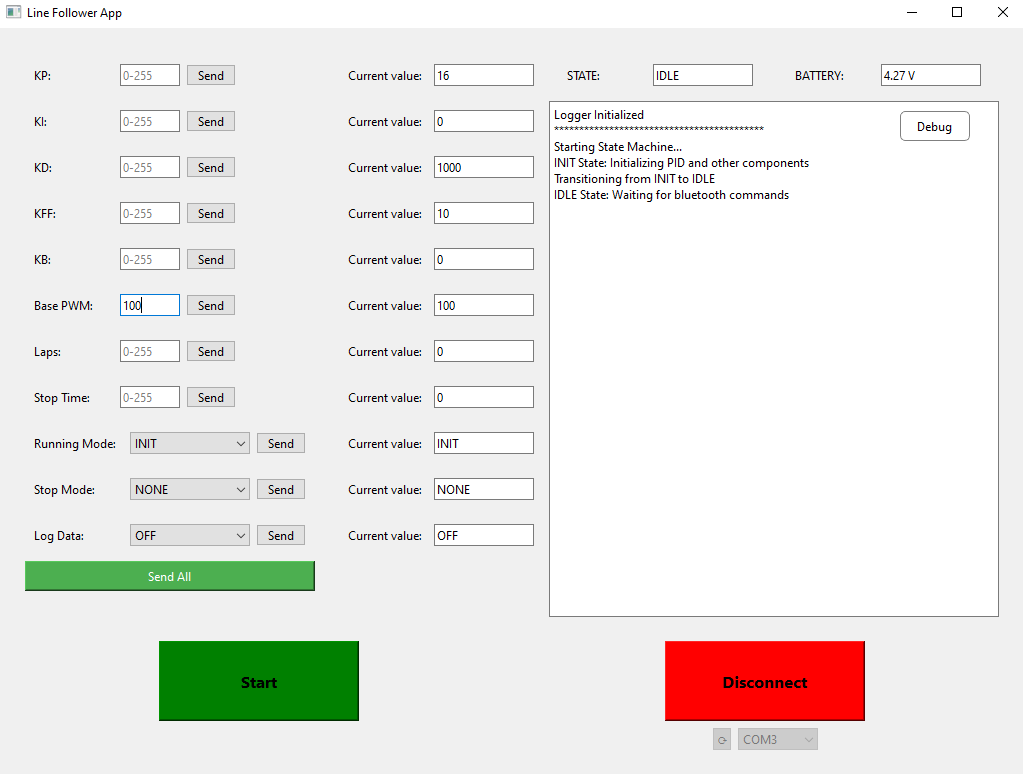 Line Follower App
KP: 0-255 Send Current value: 16 STATE: IDLE BATTERY: 4.27 V
Logger Initialized Debug
KI: 0-255 Send Current value: 0
******************************************
Starting State Machine...
INIT State: Initializing PID and other components
KD: 0-255 Send Current value: 1000
Transitioning from INIT to IDLE
IDLE State: Waiting for bluetooth commands
KFF: 0-255 Send Current value: 10
KB: 0-255 Send Current value: 0
Base PWM: 100 Send Current value: 100
Laps: 0-255 Send Current value: 0
Stop Time: 0-255 Send Current value: 0
Running Mode: INIT Send Current value: INIT
Stop Mode: NONE Send Current value: NONE
Log Data: OFF Send Current value: OFF
Send All
Start Disconnect
COM3